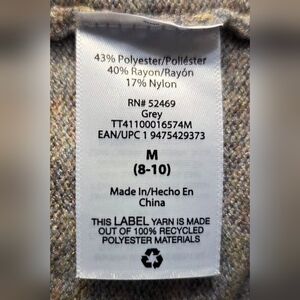 43% Polyester/Poliéster
40% Rayon/Rayón
17% Nylon
RN# 52469
Grey
TT41100016574M
EAN/UPC 1 9475429373
M
(8-10)
Made In/Hecho En
China
THIS LABEL YARN IS MADE
OUT OF 100% RECYCLED
POLYESTER MATERIALS